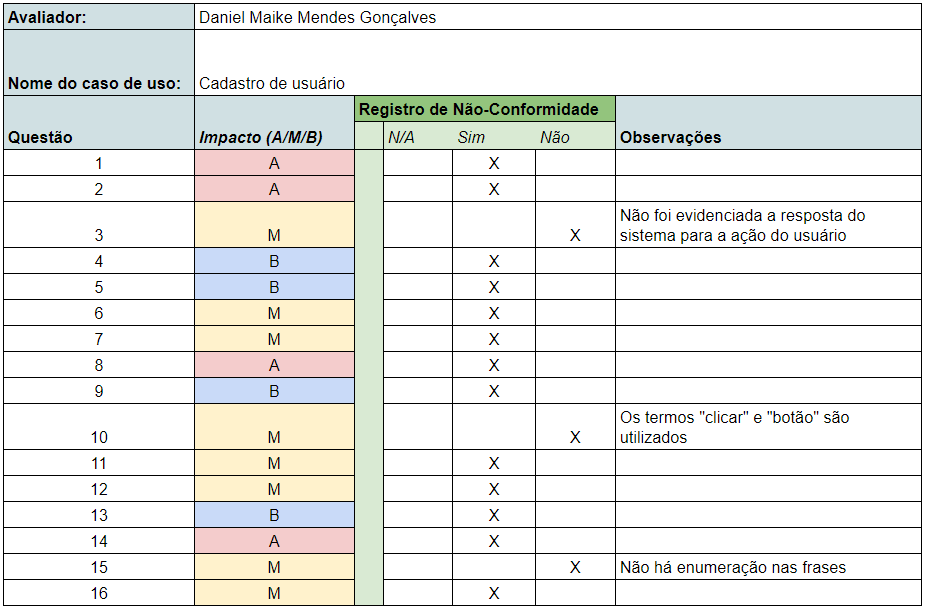 Avaliador: Daniel Maike Mendes Gonçalves
Nome do caso de uso: Cadastro de usuário
Registro de Não-Conformidade
Questão Impacto (A/M/B) N/A Sim Não Observações
1 A X
2 A X
Não foi evidenciada a resposta do
3 M X sistema para a ação do usuário
4 B X
5 B X
6 M X
7 M X
8 A X
9 B X
Os termos "clicar" e "botão" são
10 M X utilizados
11 M X
12 M X
13 B X
14 A X
15 M X Não há enumeração nas frases
16 M X